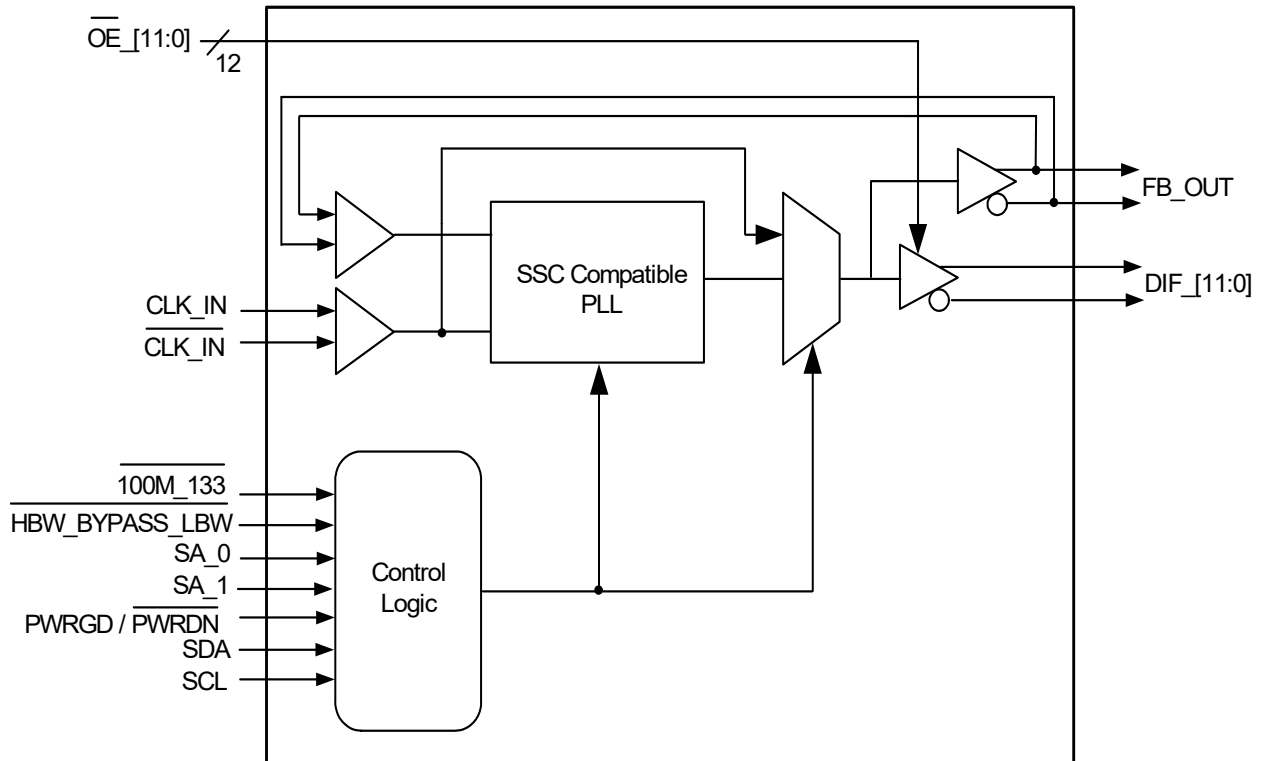 OE_[11:0]
12
FB_OUT
SSC Compatible
PLL
DIF_[11:0]
CLK_IN
CLK_IN
100M_133
HBW_BYPASS_LBW
SA_0
SA_1
PWRGD / PWRDN
SDA
SCL
Control
Logic